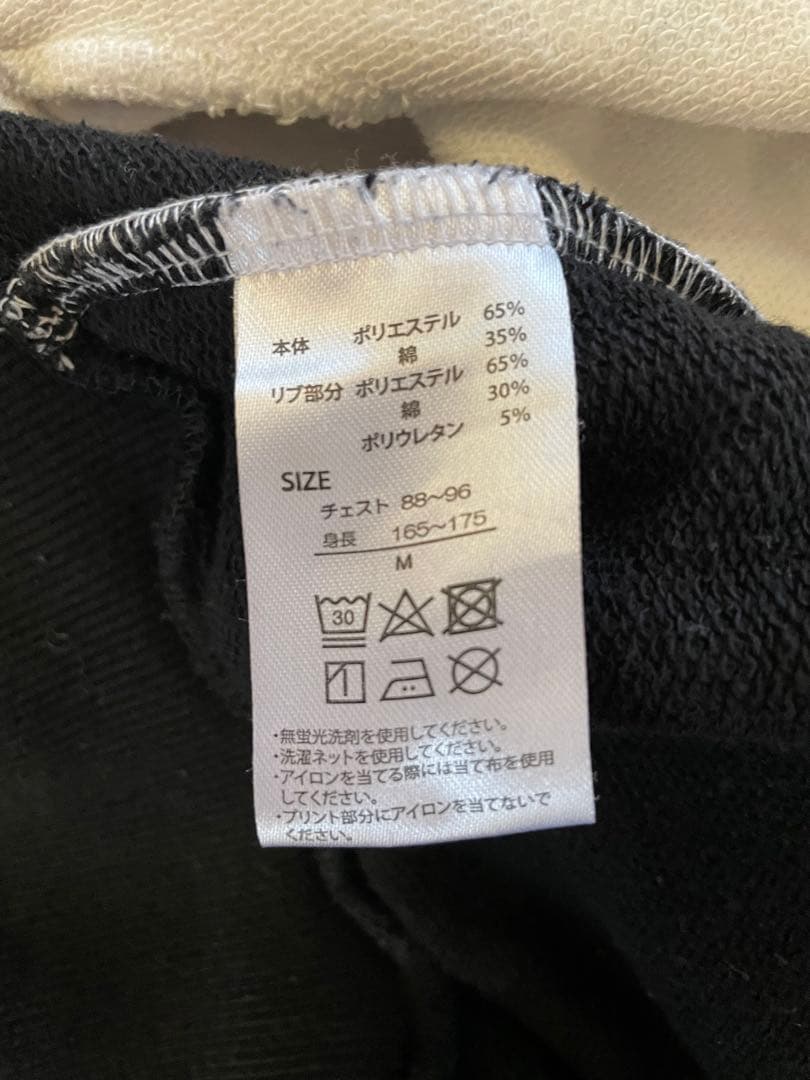 本体 ポリエステル 65%
綿 35%
リブ部分 ポリエステル 65%
綿 30%
ポリウレタン 5%
SIZE
チェスト 88～96
身長 165～175
M
30
・無蛍光洗剤を使用してください。
・洗濯ネットを使用してください。
・アイロンを当てる際には当て布を使用
してください。
・プリント部分にアイロンを当てないで
ください。